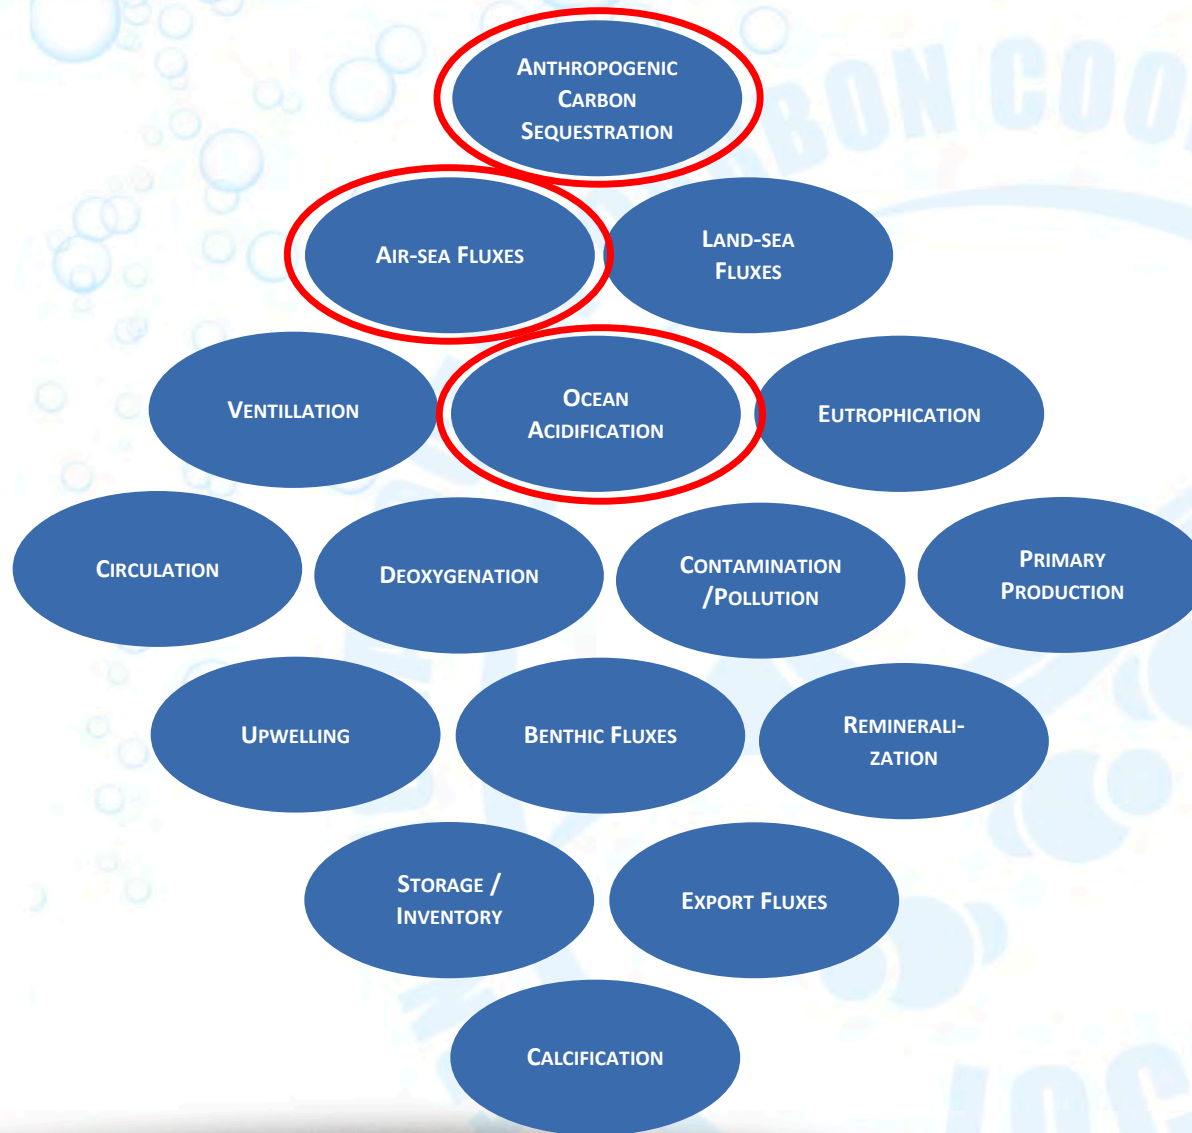 ANTHROPOGENIC
CARBON
SEQUESTRATION
AIR-SEA FLUXES
LAND-SEA
FLUXES
VENTILLATION
OCEAN
ACIDIFICATION
EUTROPHICATION
CIRCULATION
DEOXYGENATION
CONTAMINATION
/POLLUTION
PRIMARY
PRODUCTION
UPWELLING
BENTHIC FLUXES
REMINERALI-
ZATION
STORAGE /
INVENTORY
EXPORT FLUXES
CALCIFICATION